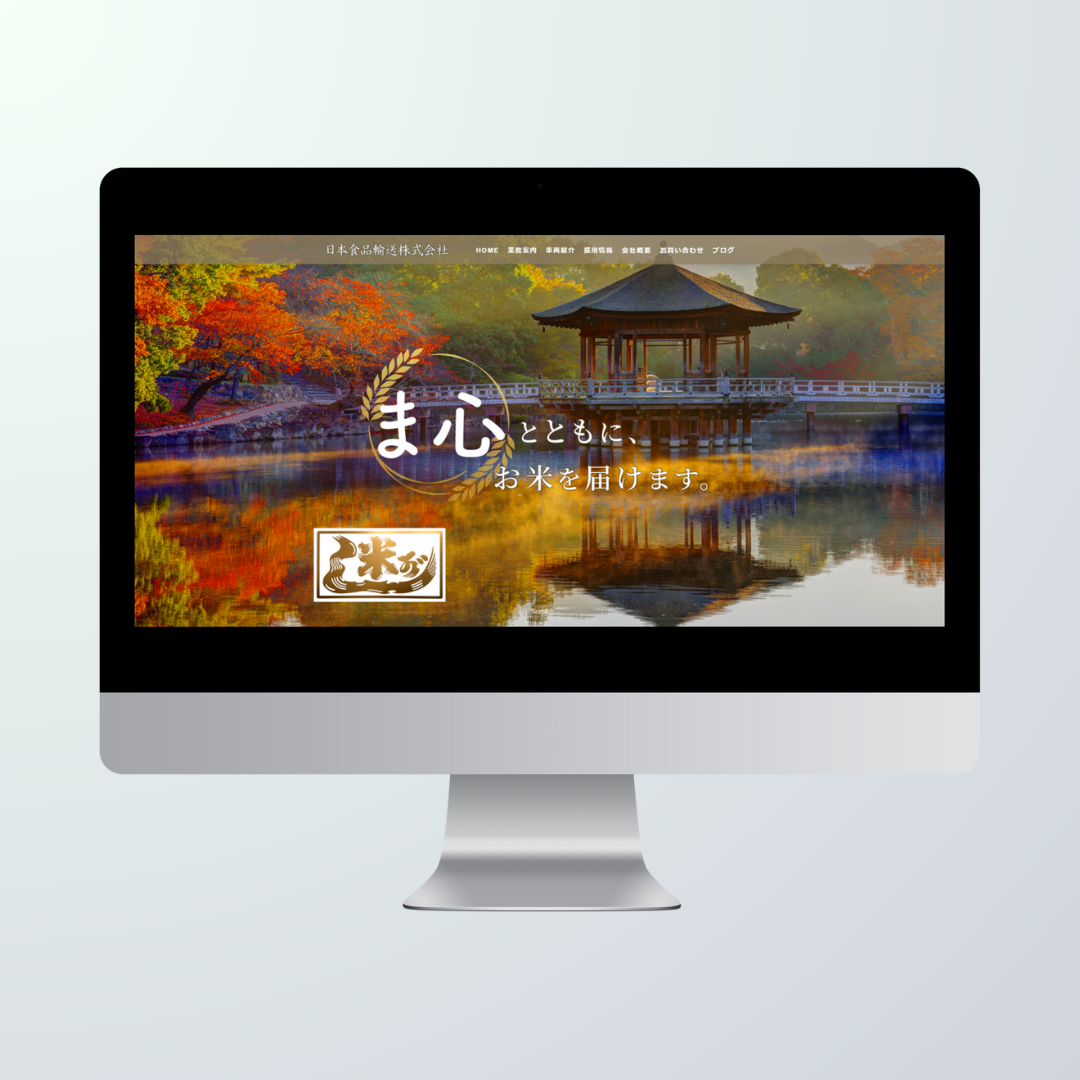 日本食品輸送株式会社 HOME 業務案内 車両紹介 採用情報 会社概要 お問い合わせ ブログ
ま心とともに、
お米を届けます。
米が